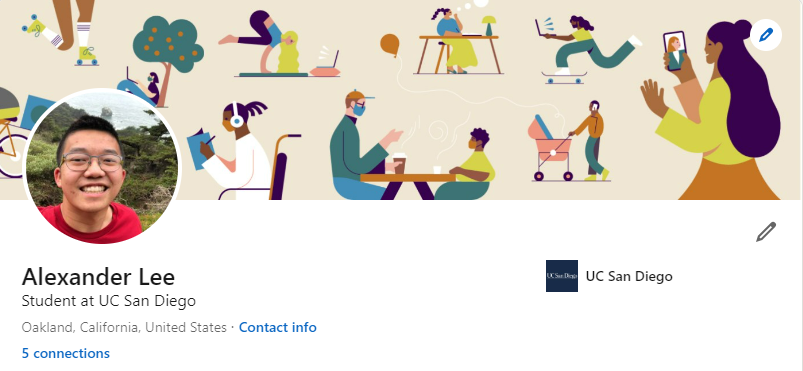 Alexander Lee
Student at UC San Diego
Oakland, California, United States · Contact info
5 connections
UC San Diego UC San Diego